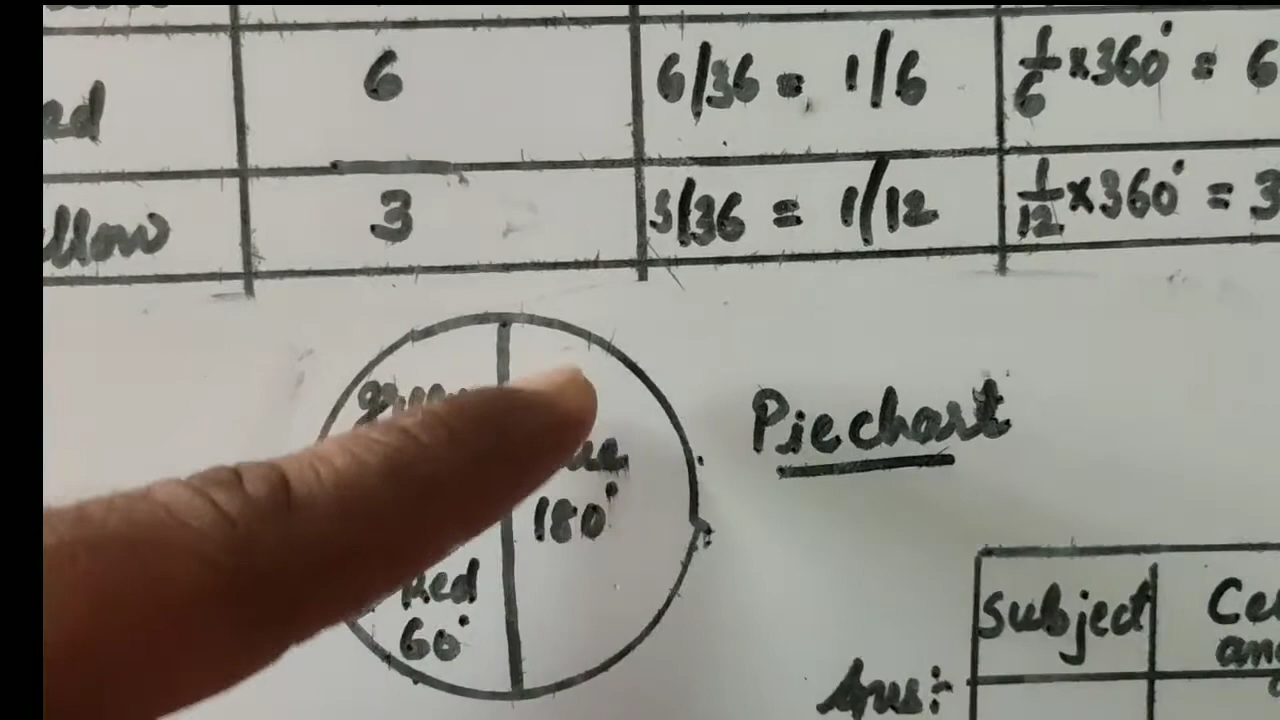 6 6/36 = 1/6 1/6 x 360° = 6
3 3/36 = 1/12 1/12 x 360° = 3
Piechart
180°
Red
60°
Subject
Ans:-